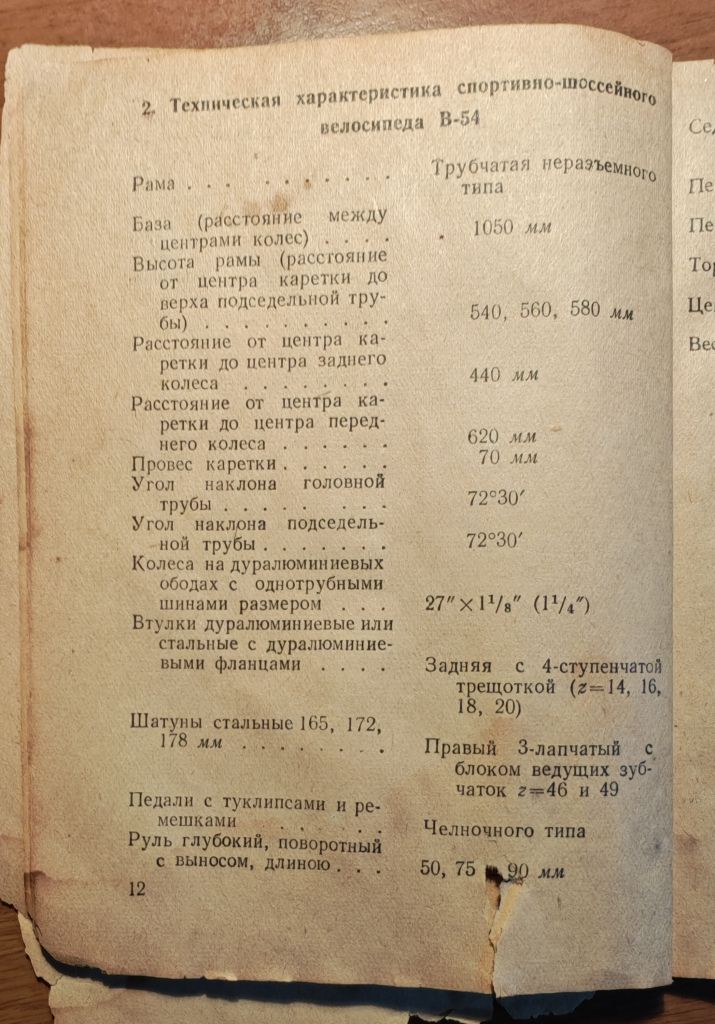 2. Техническая характеристика спортивно-шоссейного
велосипеда В-54
Рама . . . . . . . . . Трубчатая неразъемного
типа
База (расстояние между
центрами колес) . . . . 1050 мм
Высота рамы (расстояние
от центра каретки до
верха подседельной тру-
бы) . . . . . . . . . . 540, 560, 580 мм
Расстояние от центра ка-
ретки до центра заднего
колеса . . . . . . . . 440 мм
Расстояние от центра ка-
ретки до центра перед-
него колеса . . . . . . 620 мм
Провес каретки . . . . . . 70 мм
Угол наклона головной
трубы . . . . . . . . 72°30′
Угол наклона подседель-
ной трубы . . . . . . . 72°30′
Колеса на дуралюминиевых
ободах с однотрубными
шинами размером . . . 27″×1¹/₈″ (1¹/₄″)
Втулки дуралюминиевые или
стальные с дуралюминие-
выми фланцами . . . . Задняя с 4-ступенчатой
трещоткой (z=14, 16,
18, 20)
Шатуны стальные 165, 172,
178 мм . . . . . . . . Правый 3-лапчатый с
блоком ведущих зуб-
чаток z=46 и 49
Педали с туклипсами и ре-
мешками . . . . . . Челночного типа
Руль глубокий, поворотный
с выносом, длиною . . . 50, 75 90 мм
12
Сед
Пе
Пе
Тор
Це
Вес